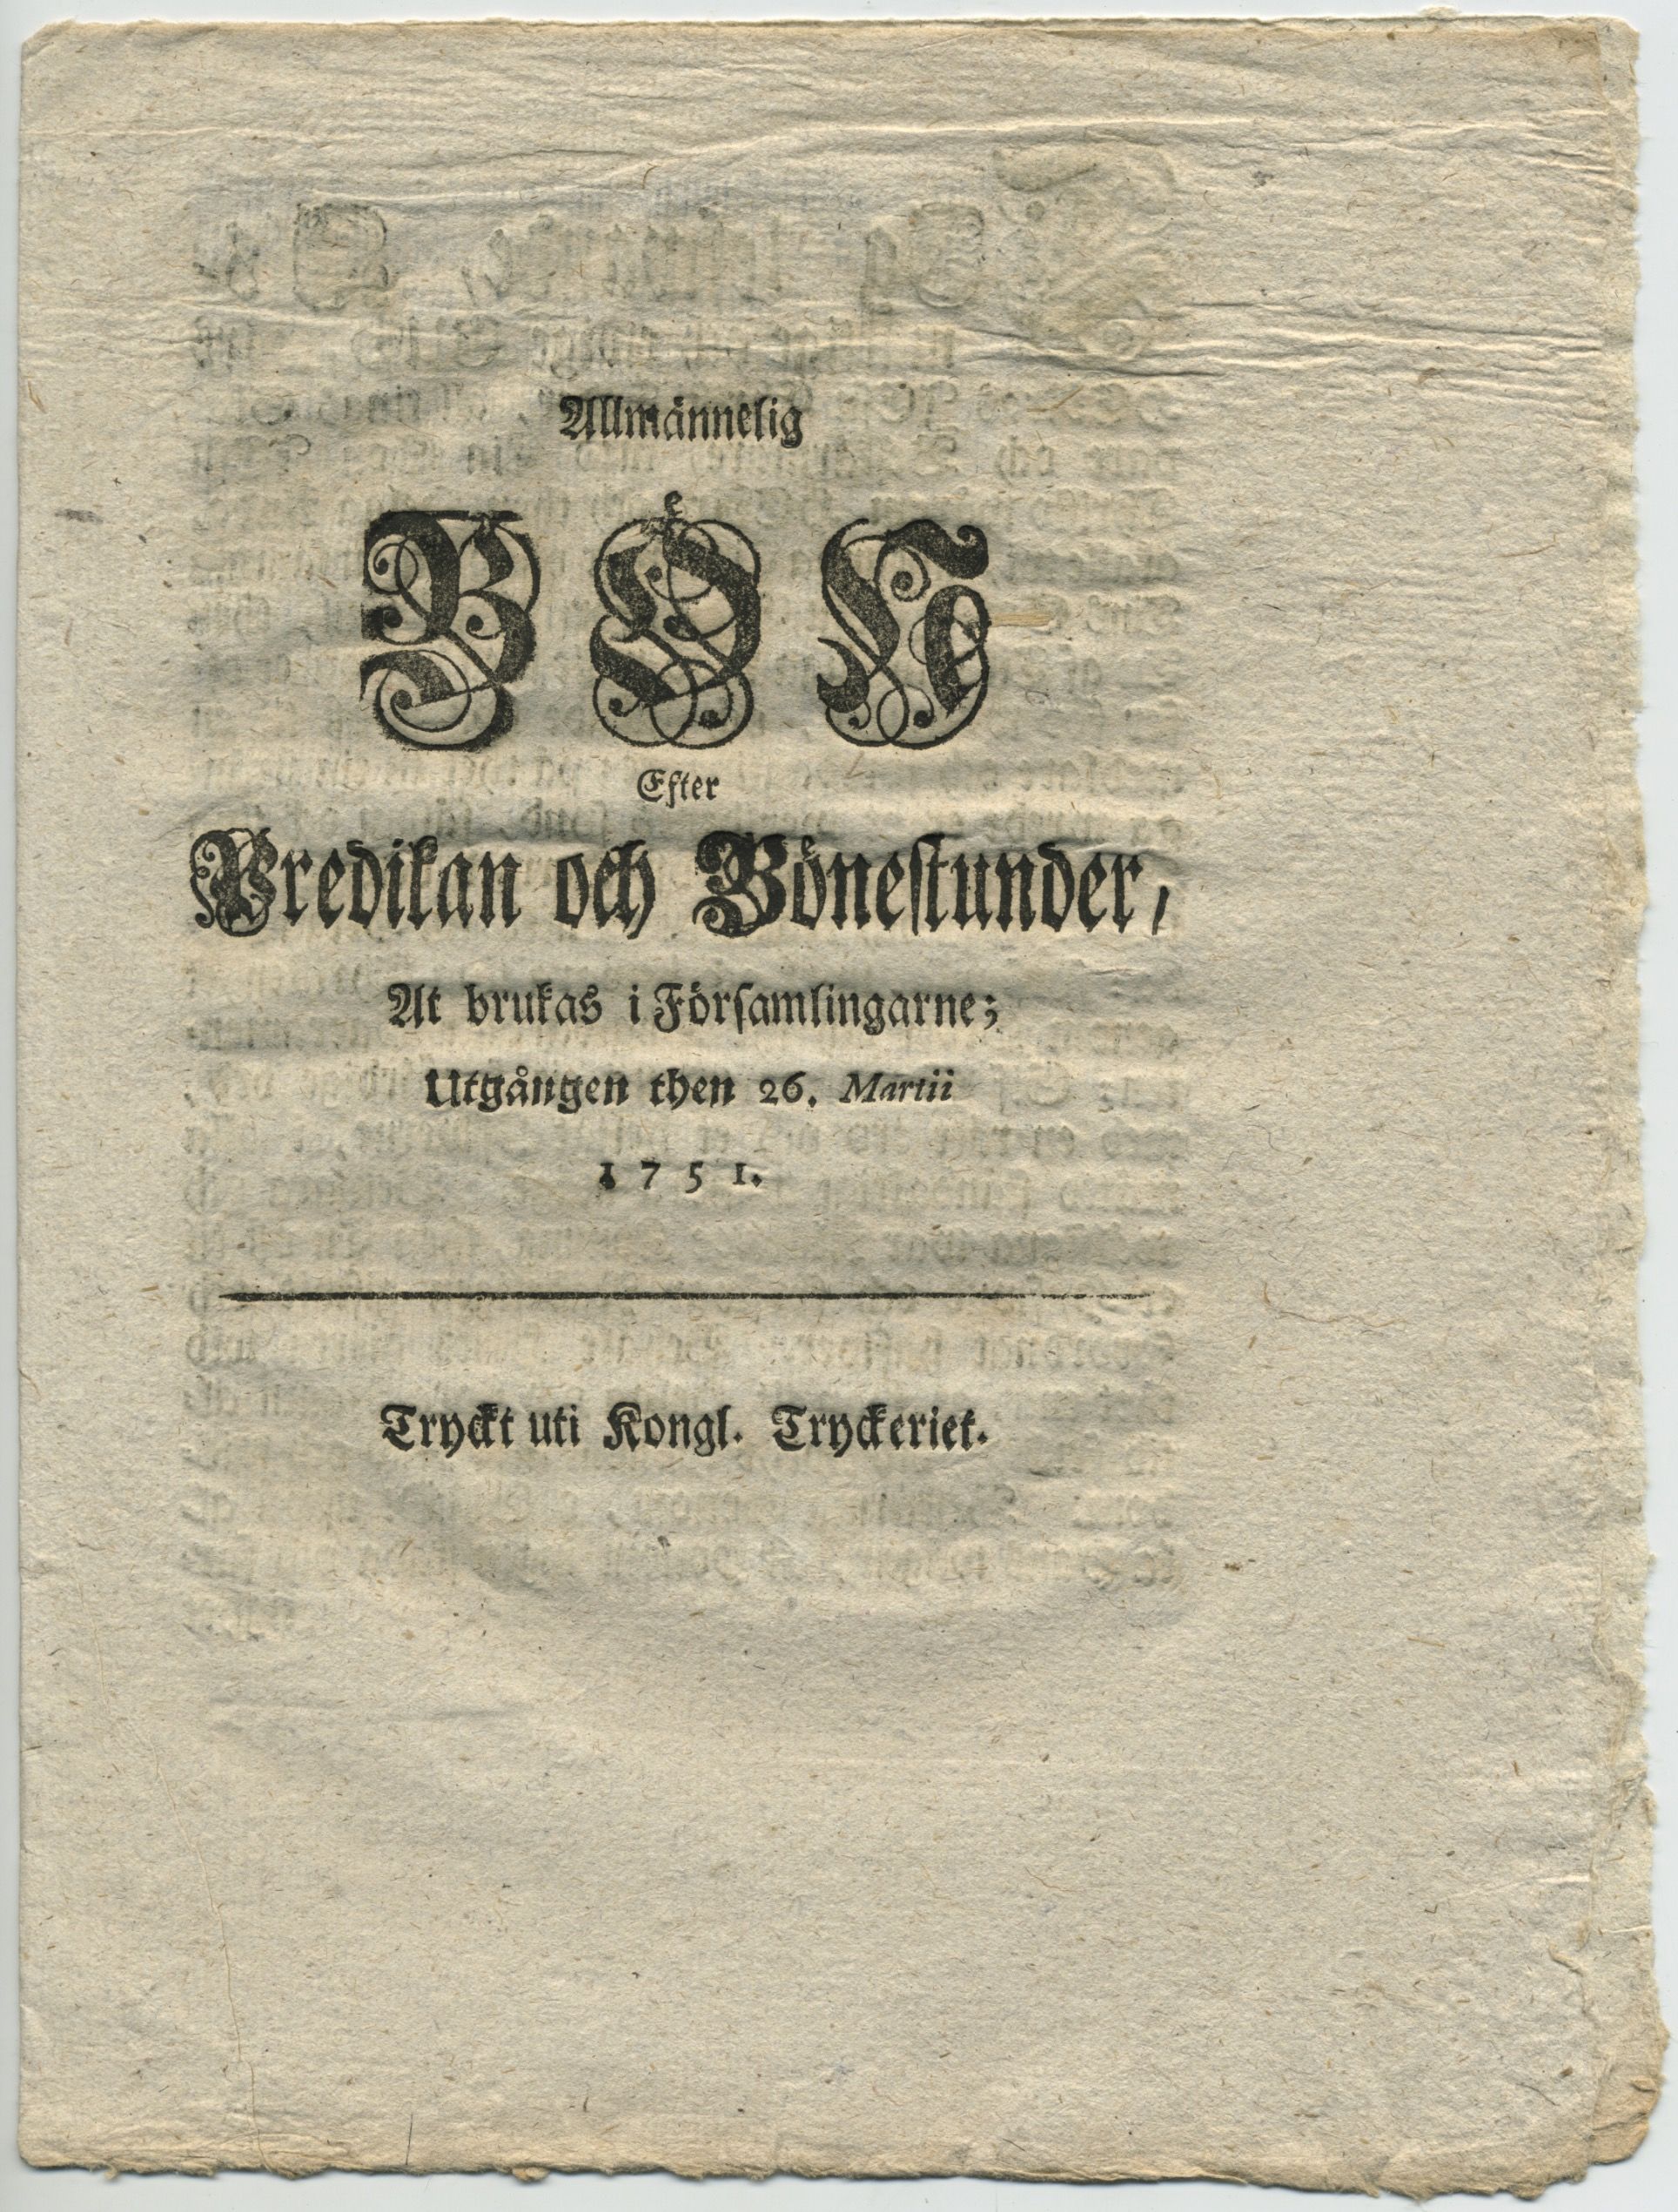 Allmännelig
BÖN
Efter
Predikan och Bönestunder,
At brukas i Församlingarne;
Utgången then 26. Martii
1751.
Tryckt uti Kongl. Tryckeriet.